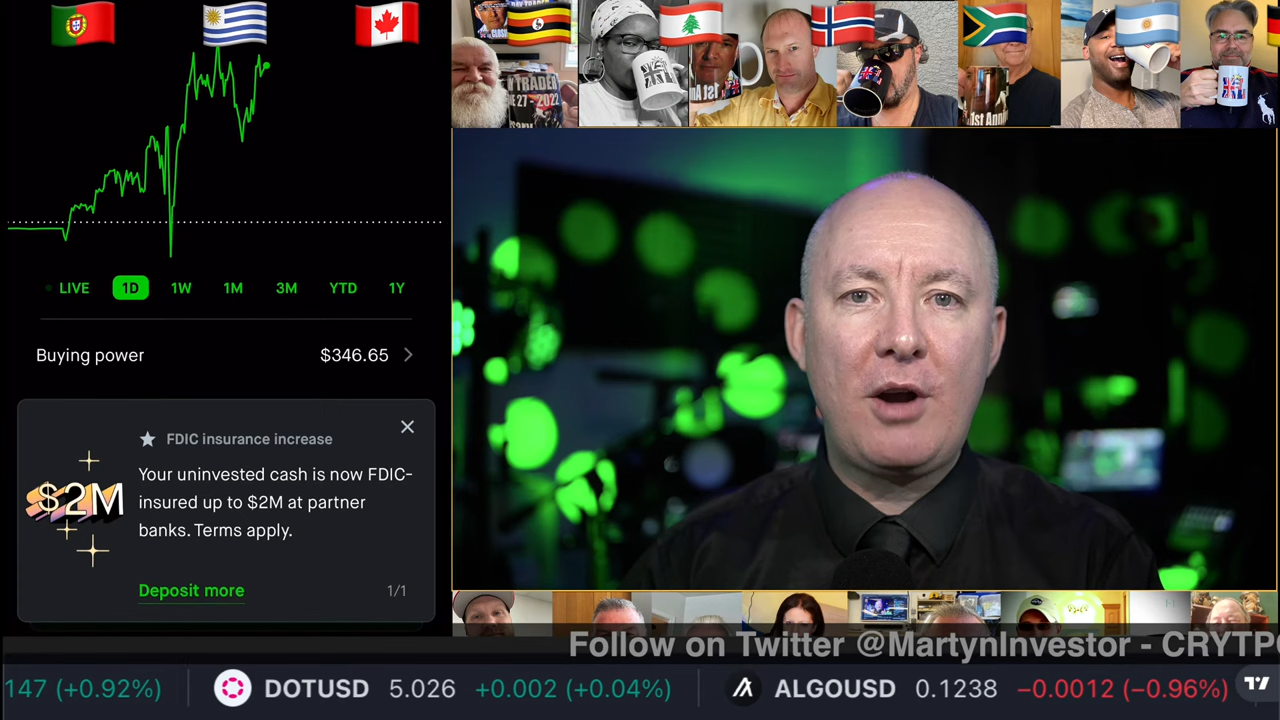 LIVE 1D 1W 1M 3M YTD 1Y
Buying power $346.65
FDIC insurance increase
$2M
Your uninvested cash is now FDIC-
insured up to $2M at partner
banks. Terms apply.
Deposit more 1/1
Follow on Twitter @MartynInvestor - CRYTP
147 (+0.92%) DOTUSD 5.026 +0.002 (+0.04%) ALGOUSD 0.1238 −0.0012 (−0.96%)